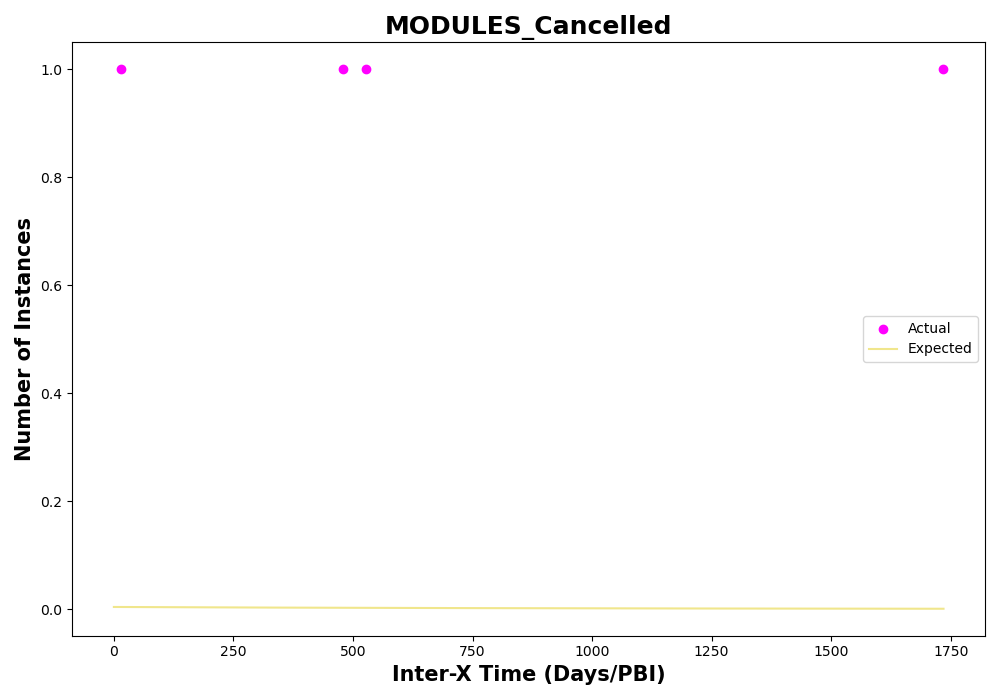 MODULES_Cancelled
Number of Instances
1.0
0.8
0.6
0.4
0.2
0.0
Actual
Expected
0 250 500 750 1000 1250 1500 1750
Inter-X Time (Days/PBI)